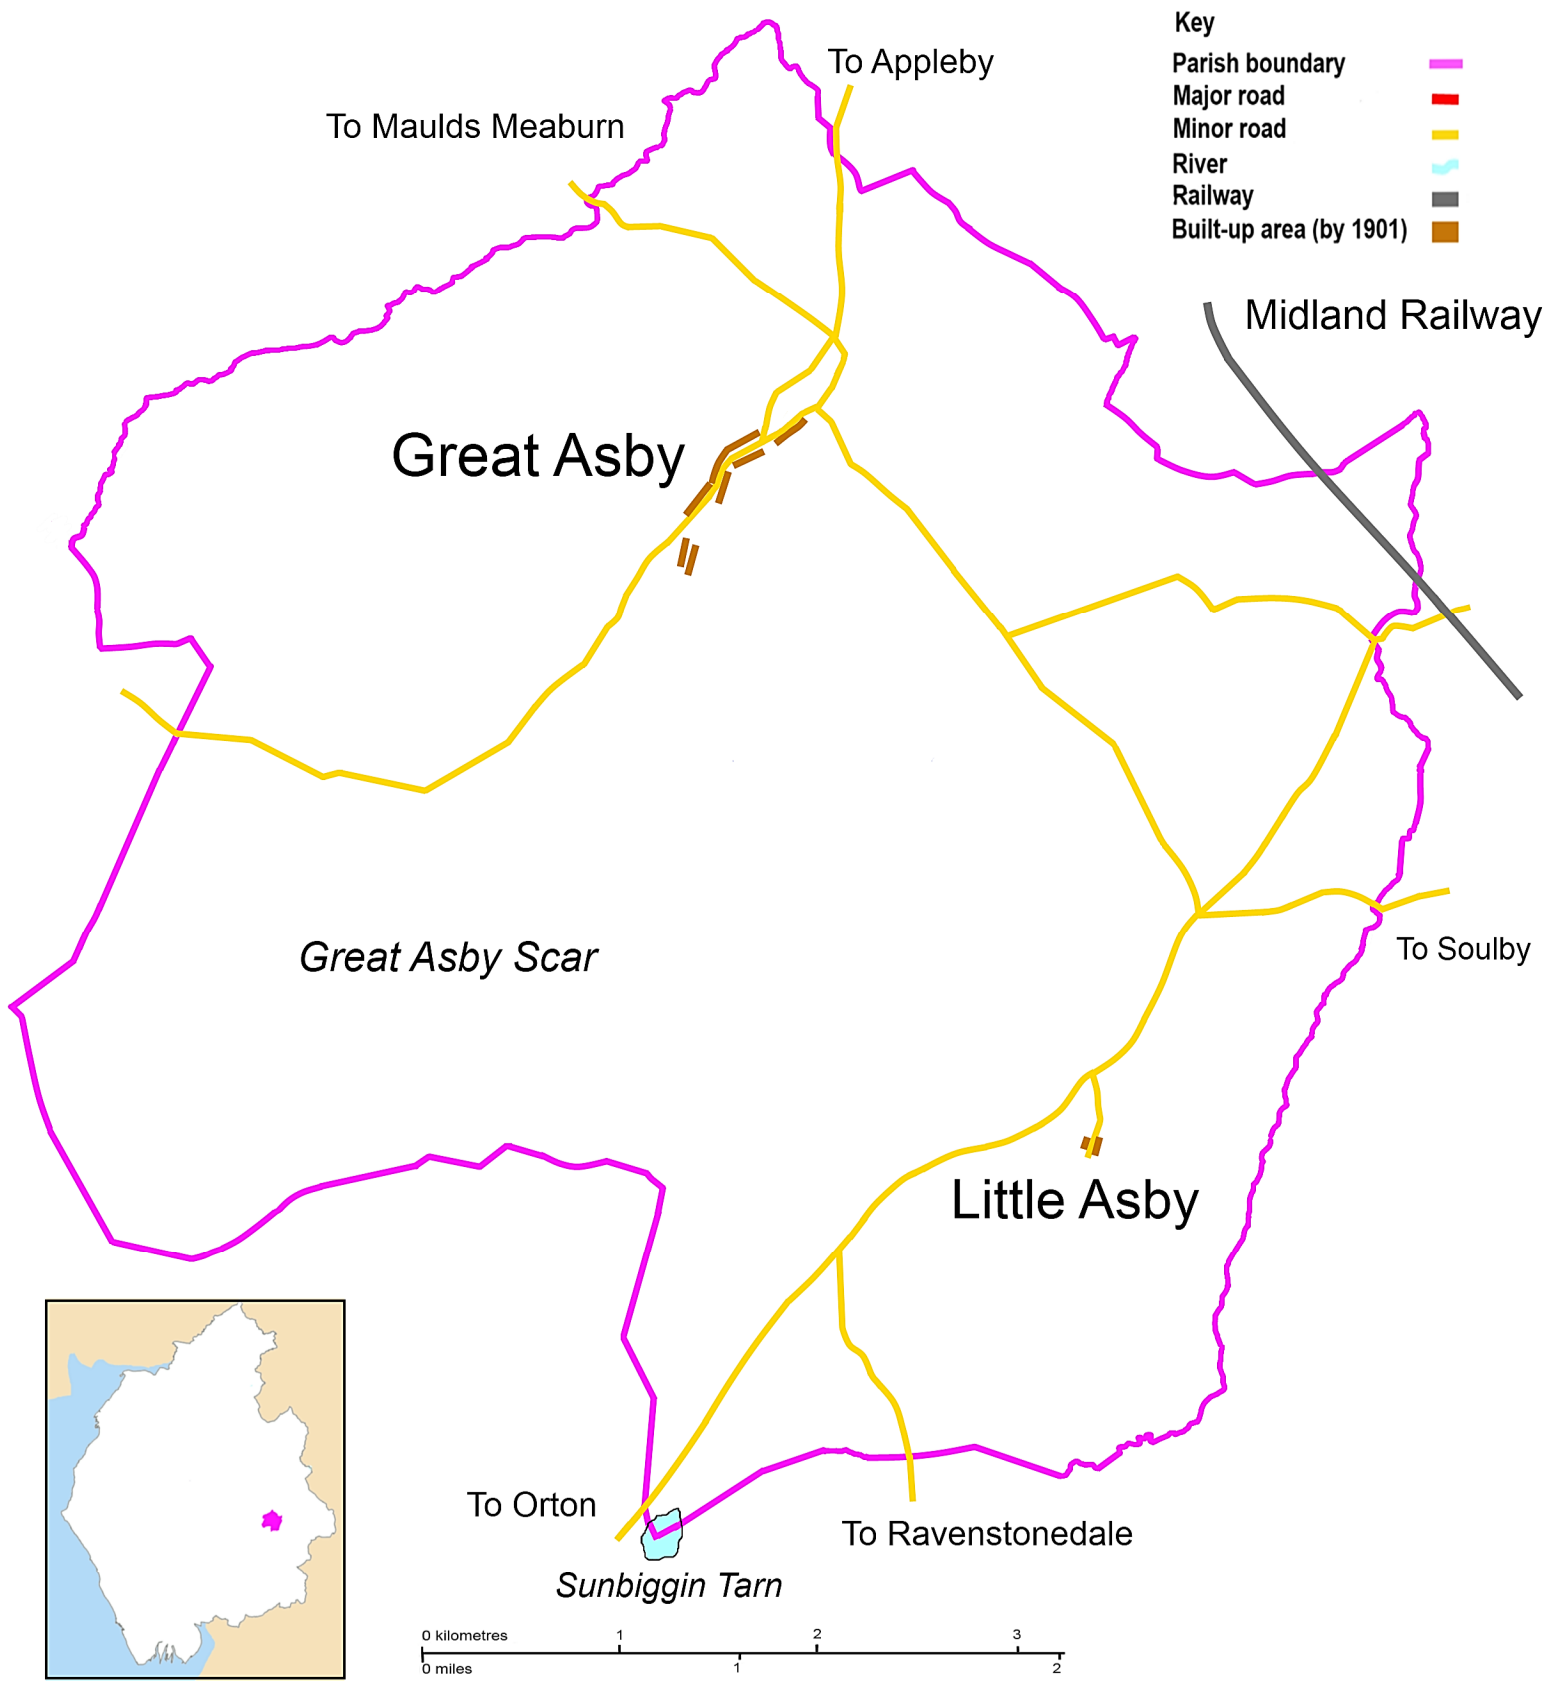 Key
To Appleby
Parish boundary
Major road
To Maulds Meaburn
Minor road
River
Railway
Built-up area (by 1901)
Midland Railway
Great Asby
Great Asby Scar
To Soulby
Little Asby
To Orton
To Ravenstonedale
Sunbiggin Tarn
0 kilometres 1 2 3
0 miles 1 2